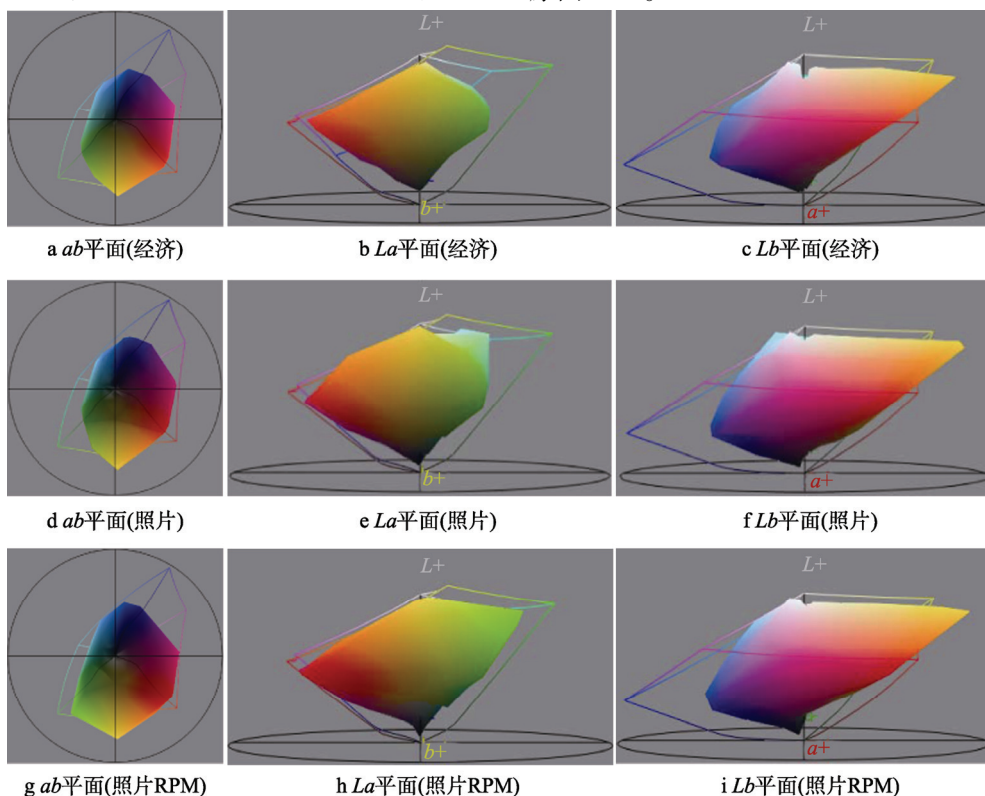 L+
L+
b+
a+
a ab平面(经济)
b La平面(经济)
c Lb平面(经济)
L+
L+
b+
a+
d ab平面(照片)
e La平面(照片)
f Lb平面(照片)
L+
L+
b+
a+
g ab平面(照片RPM)
h La平面(照片RPM)
i Lb平面(照片RPM)